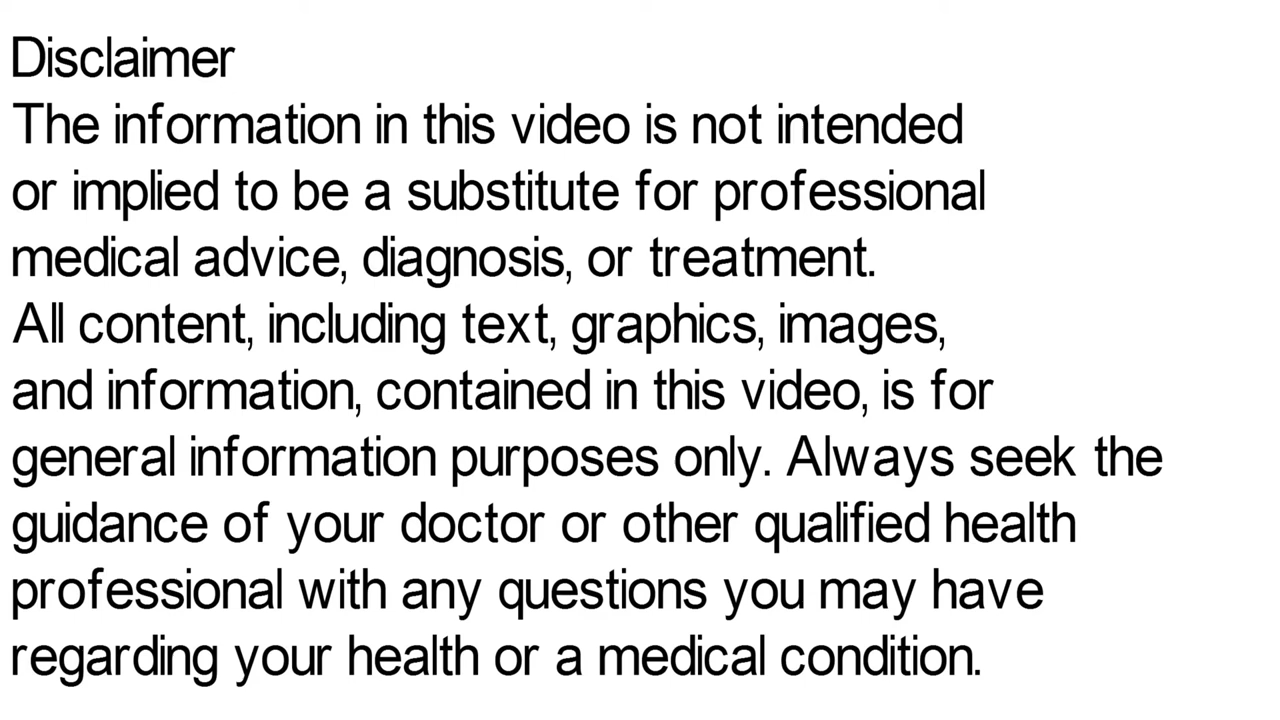 Disclaimer
The information in this video is not intended
or implied to be a substitute for professional
medical advice, diagnosis, or treatment.
All content, including text, graphics, images,
and information, contained in this video, is for
general information purposes only. Always seek the
guidance of your doctor or other qualified health
professional with any questions you may have
regarding your health or a medical condition.